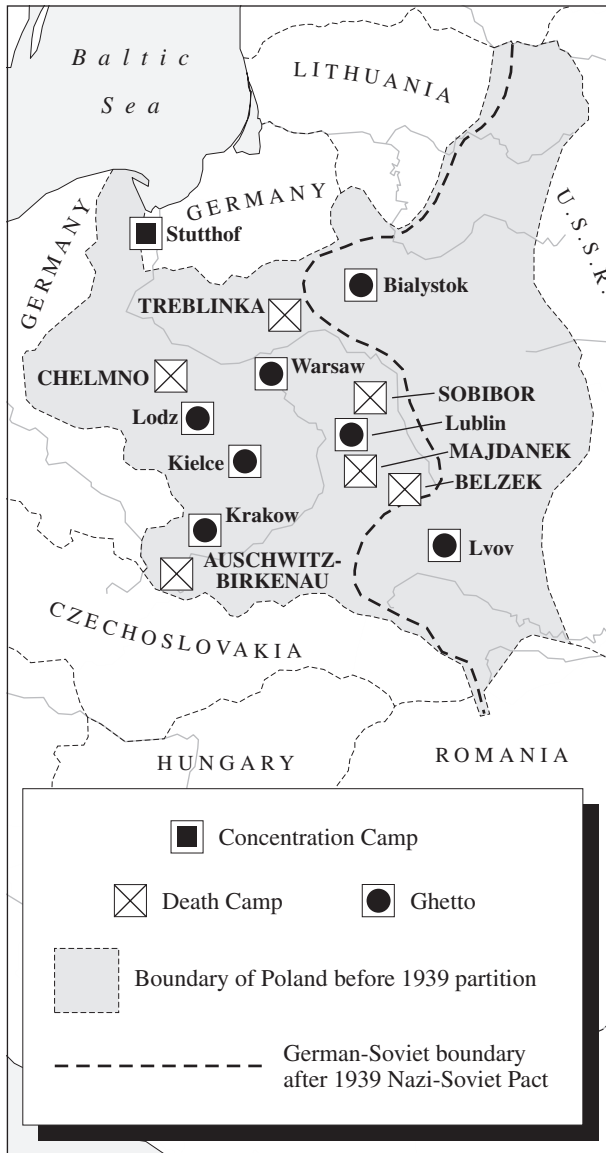 Baltic
Sea
LITHUANIA
GERMANY
GERMANY
U.S.S.R.
Stutthof
Bialystok
TREBLINKA
Warsaw
CHELMNO
SOBIBOR
Lodz
Lublin
Kielce
MAJDANEK
BELZEK
Krakow
Lvov
AUSCHWITZ-
BIRKENAU
CZECHOSLOVAKIA
HUNGARY
ROMANIA
Concentration Camp
Death Camp
Ghetto
Boundary of Poland before 1939 partition
German-Soviet boundary
after 1939 Nazi-Soviet Pact